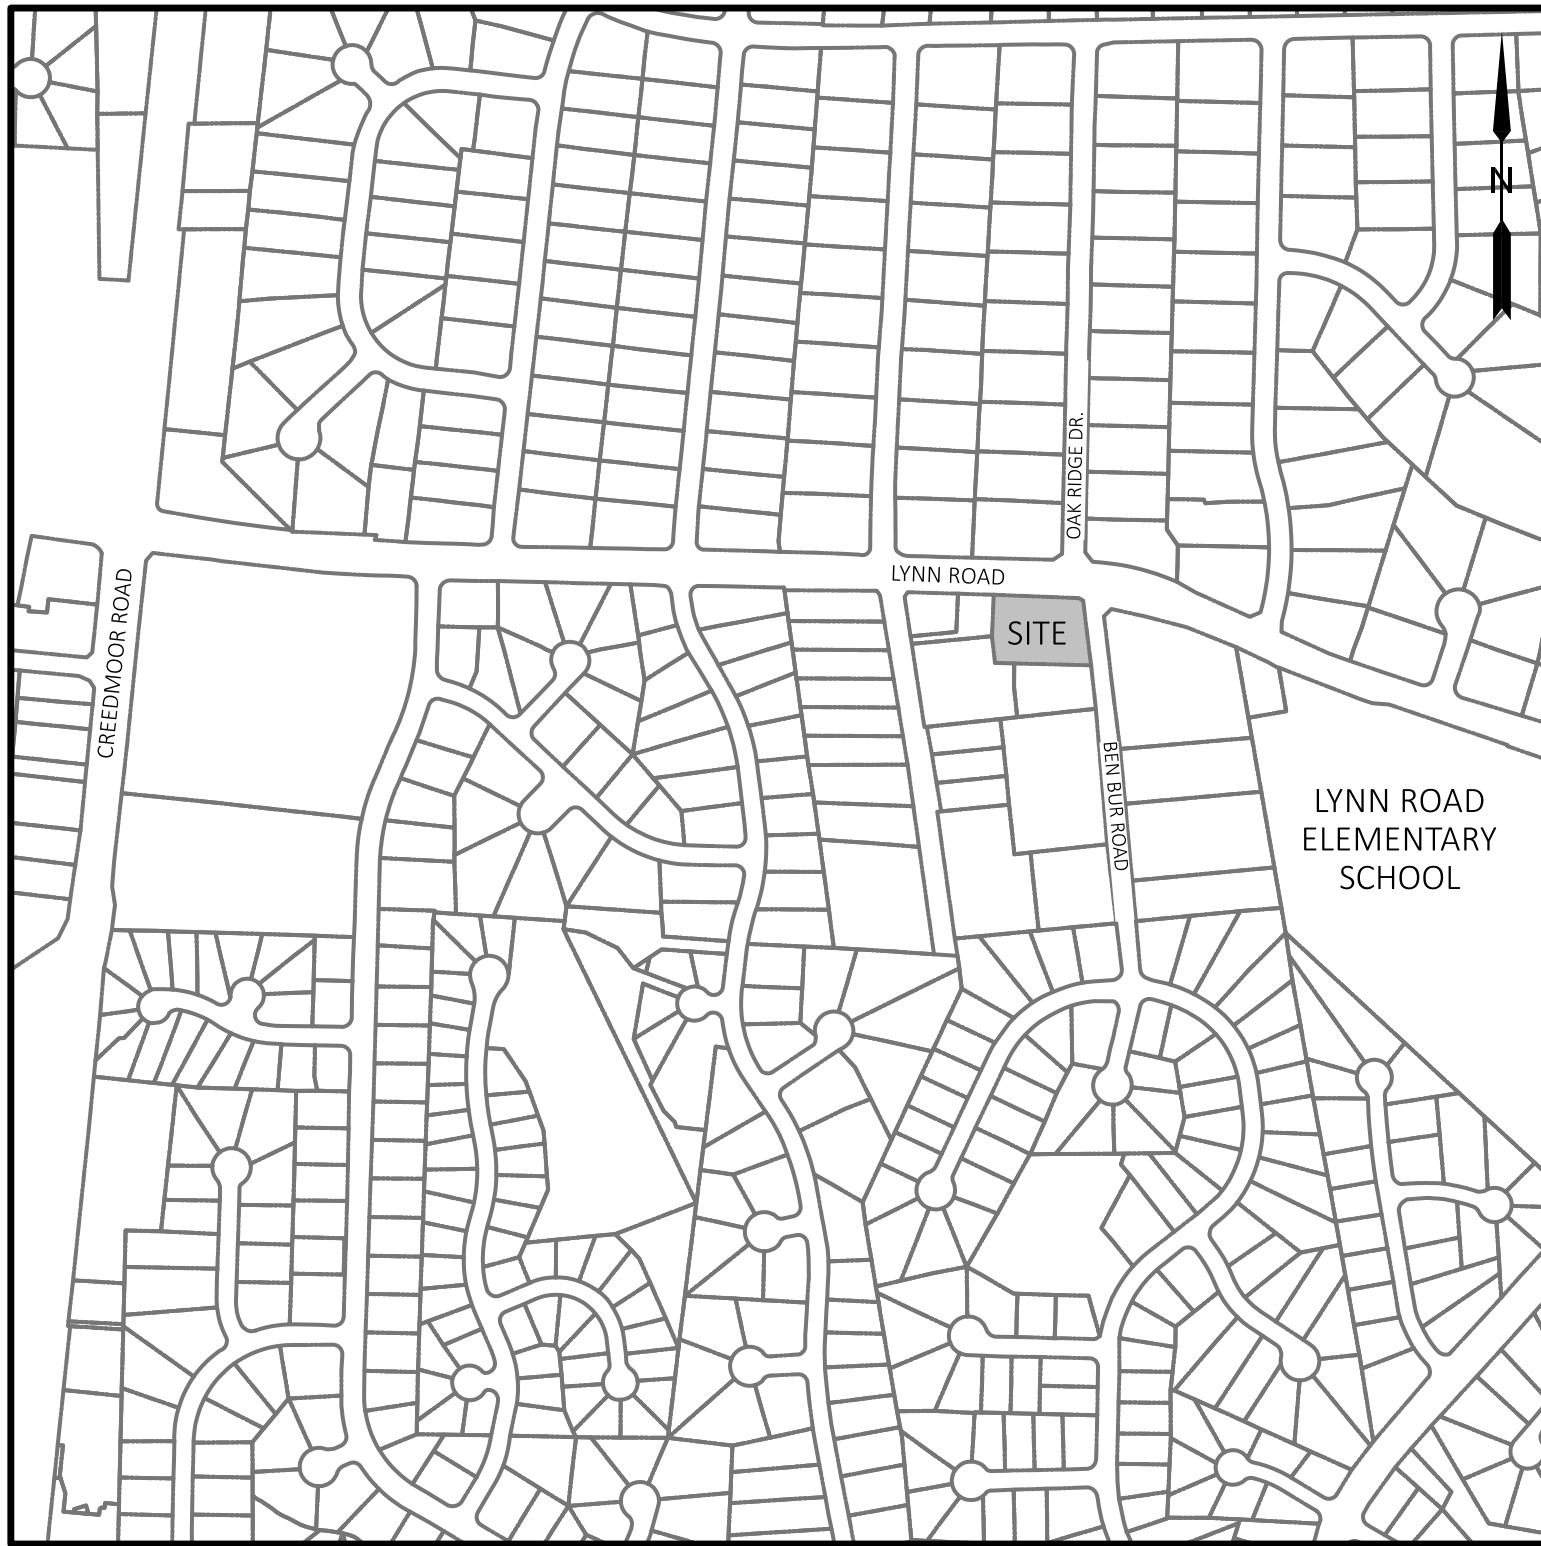 N
OAK RIDGE DR.
LYNN ROAD
CREEDMOOR ROAD
SITE
BEN BUR ROAD
LYNN ROAD
ELEMENTARY
SCHOOL